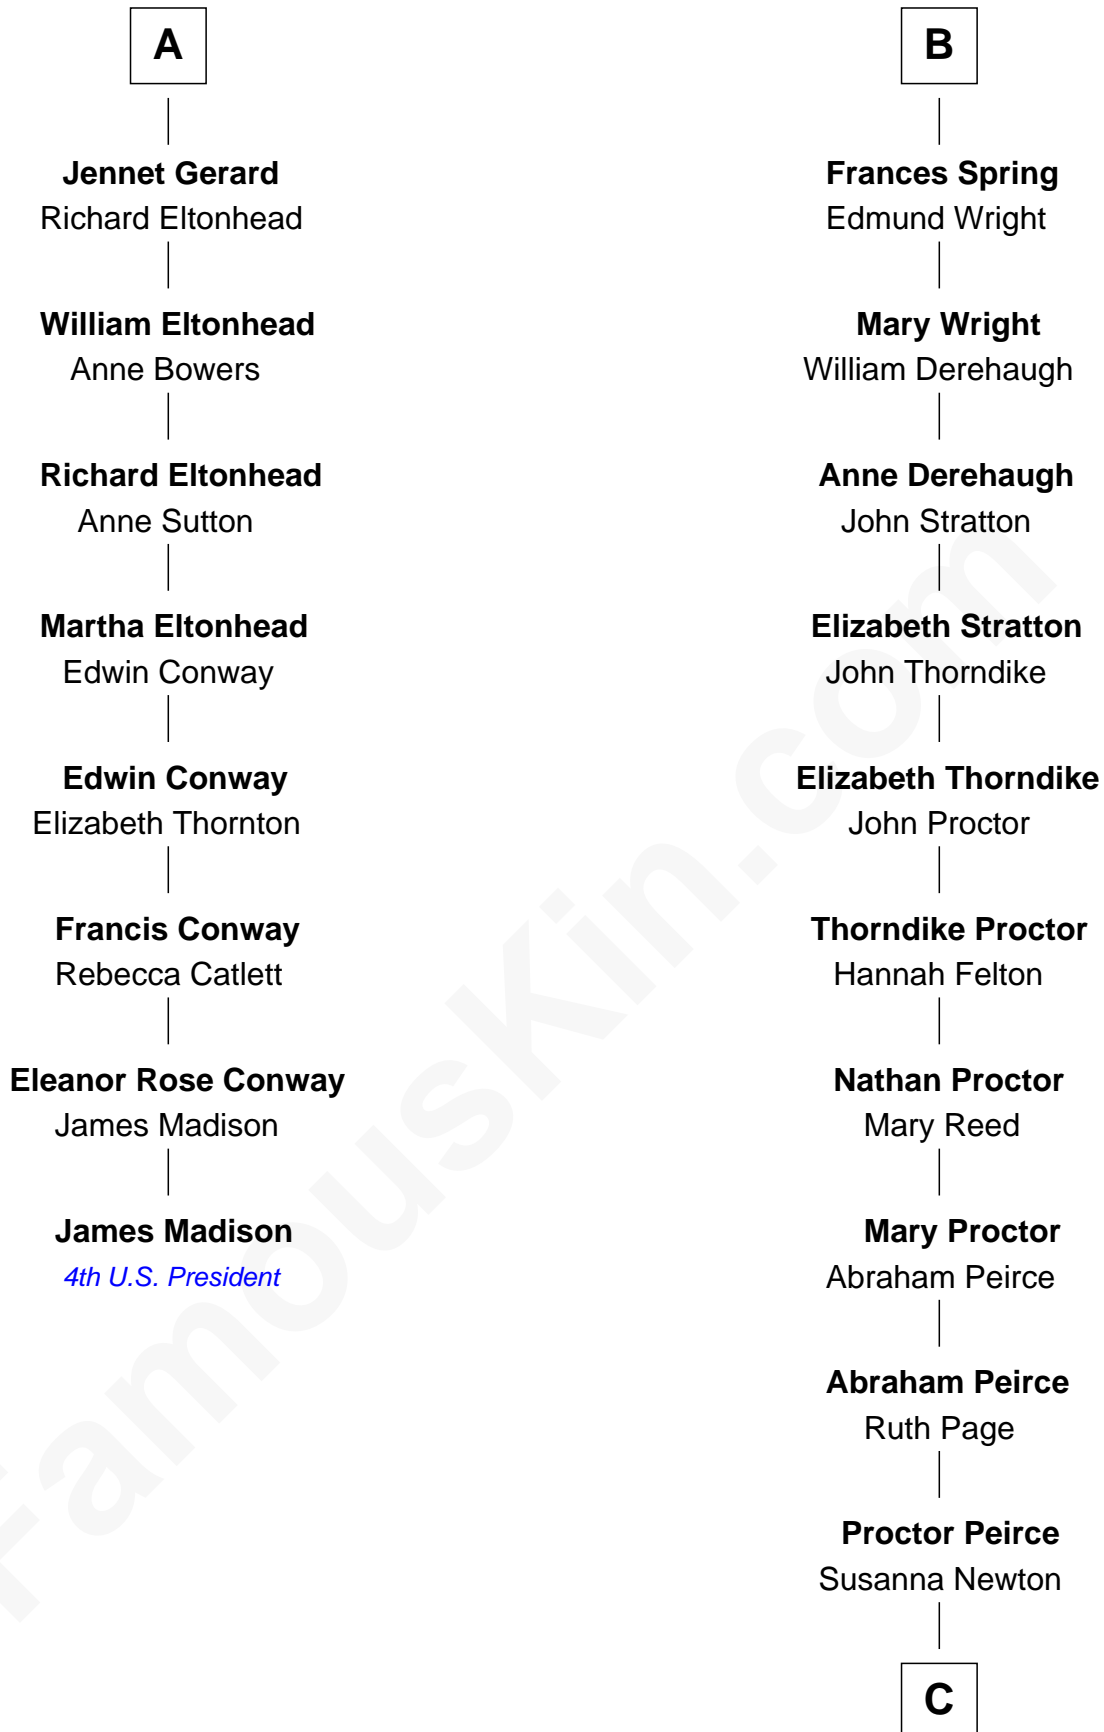 A
Jennet Gerard
Richard Eltonhead
William Eltonhead
Anne Bowers
Richard Eltonhead
Anne Sutton
Martha Eltonhead
Edwin Conway
Edwin Conway
Elizabeth Thornton
Francis Conway
Rebecca Catlett
Eleanor Rose Conway
James Madison
James Madison
4th U.S. President
B
Frances Spring
Edmund Wright
Mary Wright
William Derehaugh
Anne Derehaugh
John Stratton
Elizabeth Stratton
John Thorndike
Elizabeth Thorndike
John Proctor
Thorndike Proctor
Hannah Felton
Nathan Proctor
Mary Reed
Mary Proctor
Abraham Peirce
Abraham Peirce
Ruth Page
Proctor Peirce
Susanna Newton
C
FamousKin.com